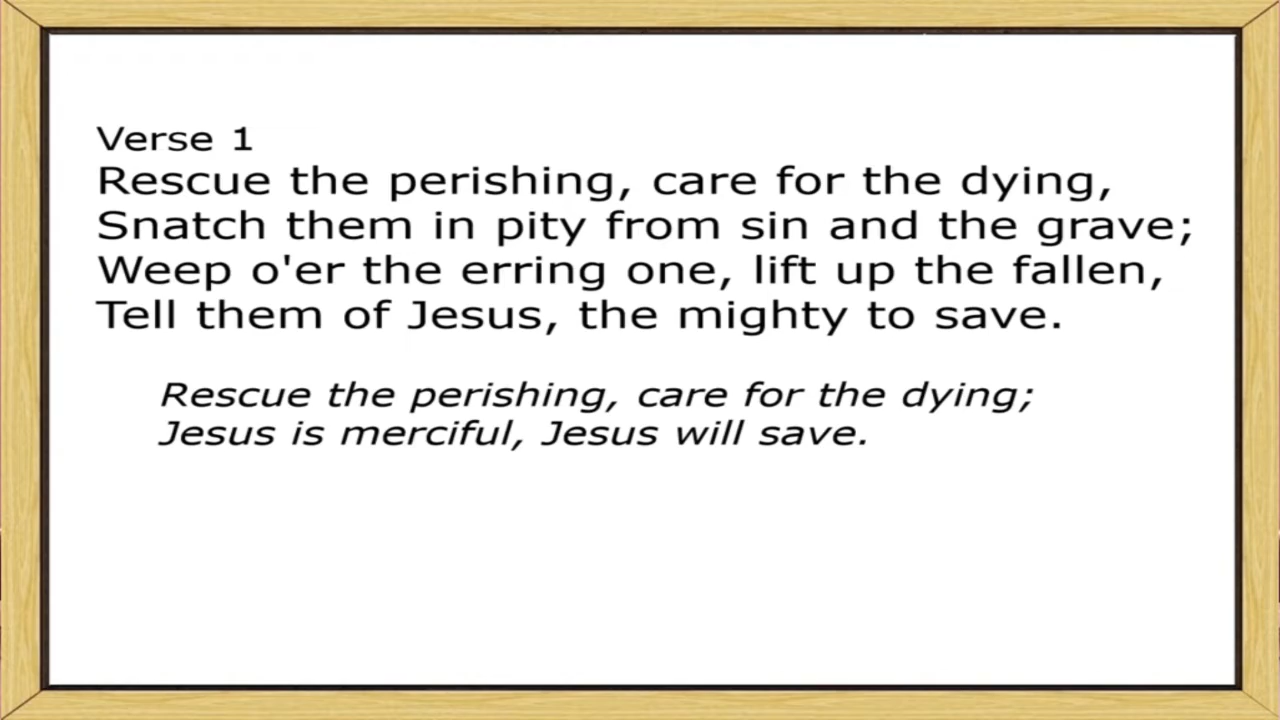 Verse 1
Rescue the perishing, care for the dying,
Snatch them in pity from sin and the grave;
Weep o'er the erring one, lift up the fallen,
Tell them of Jesus, the mighty to save.
Rescue the perishing, care for the dying;
Jesus is merciful, Jesus will save.